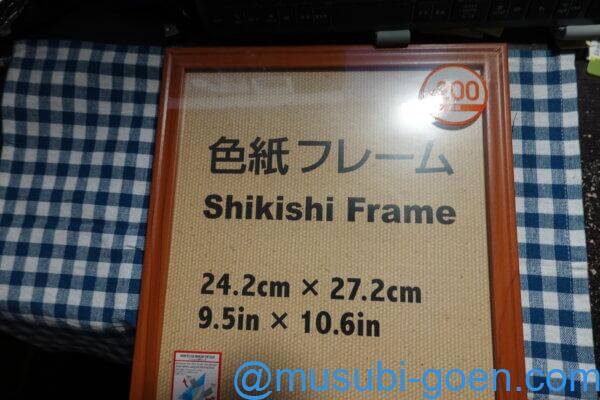 色紙フレーム
Shikishi Frame
24.2cm × 27.2cm
9.5in × 10.6in
@musubi-goen.com